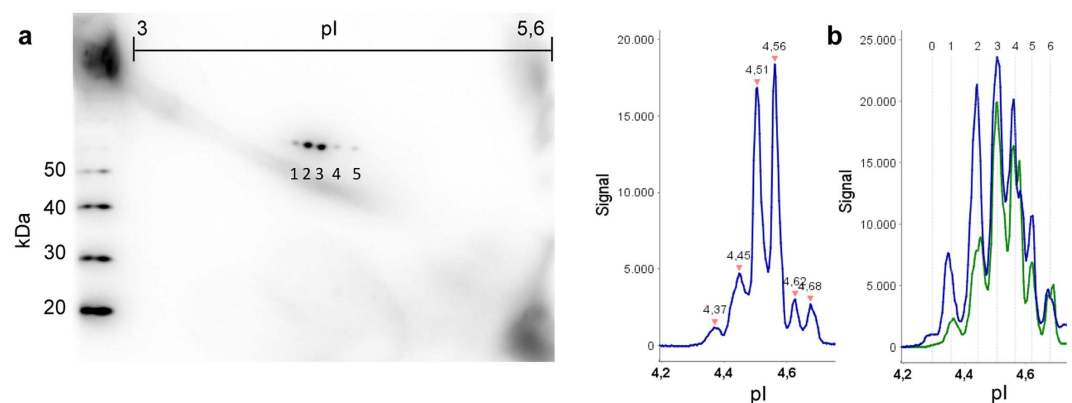 a
3 pI 5,6
1 2 3 4 5
kDa
50
40
30
20
Signal
20.000
15.000
10.000
5.000
0
4,37
4,45
4,51
4,56
4,62
4,68
4,2 4,4 4,6
pI
b
Signal
25.000
20.000
15.000
10.000
5.000
0
0 1 2 3 4 5 6
4,2 4,4 4,6
pI